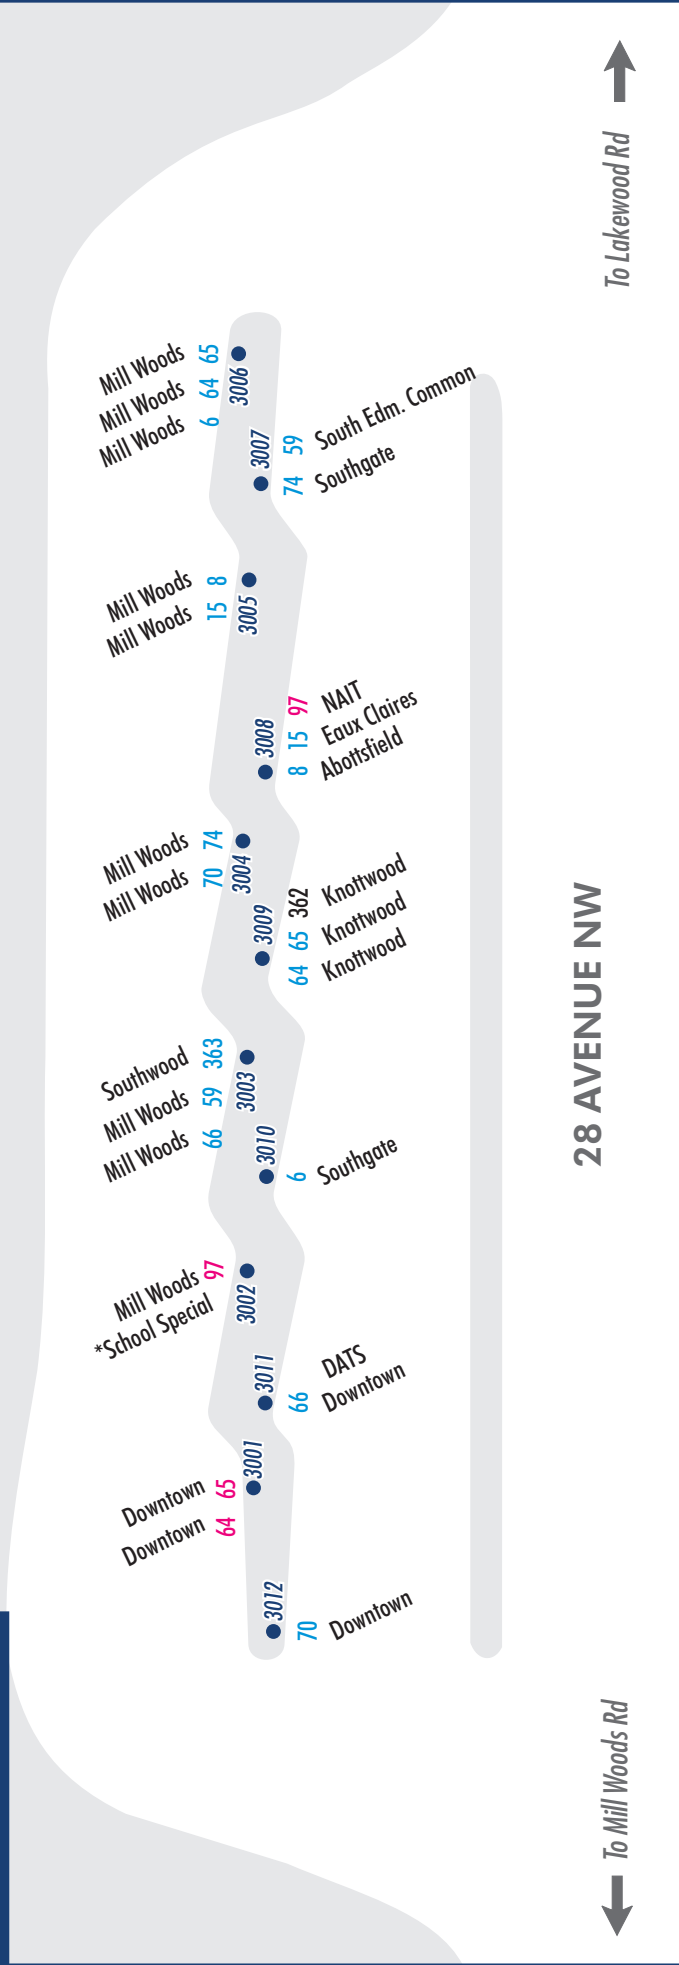 To Lakewood Rd
Mill Woods 65
Mill Woods 64
Mill Woods 6
3006
3007
59 South Edm. Common
74 Southgate
Mill Woods 8
Mill Woods 15
3005
3008
97 NAIT
15 Eaux Claires
8 Abottsfield
Mill Woods 74
Mill Woods 70
3004
3009
362 Knottwood
65 Knottwood
64 Knottwood
Southwood 363
Mill Woods 59
Mill Woods 66
3003
3010
6 Southgate
28 AVENUE NW
Mill Woods 97
*School Special
3002
3011
DATS
66 Downtown
Downtown 65
Downtown 64
3001
3012
70 Downtown
To Mill Woods Rd